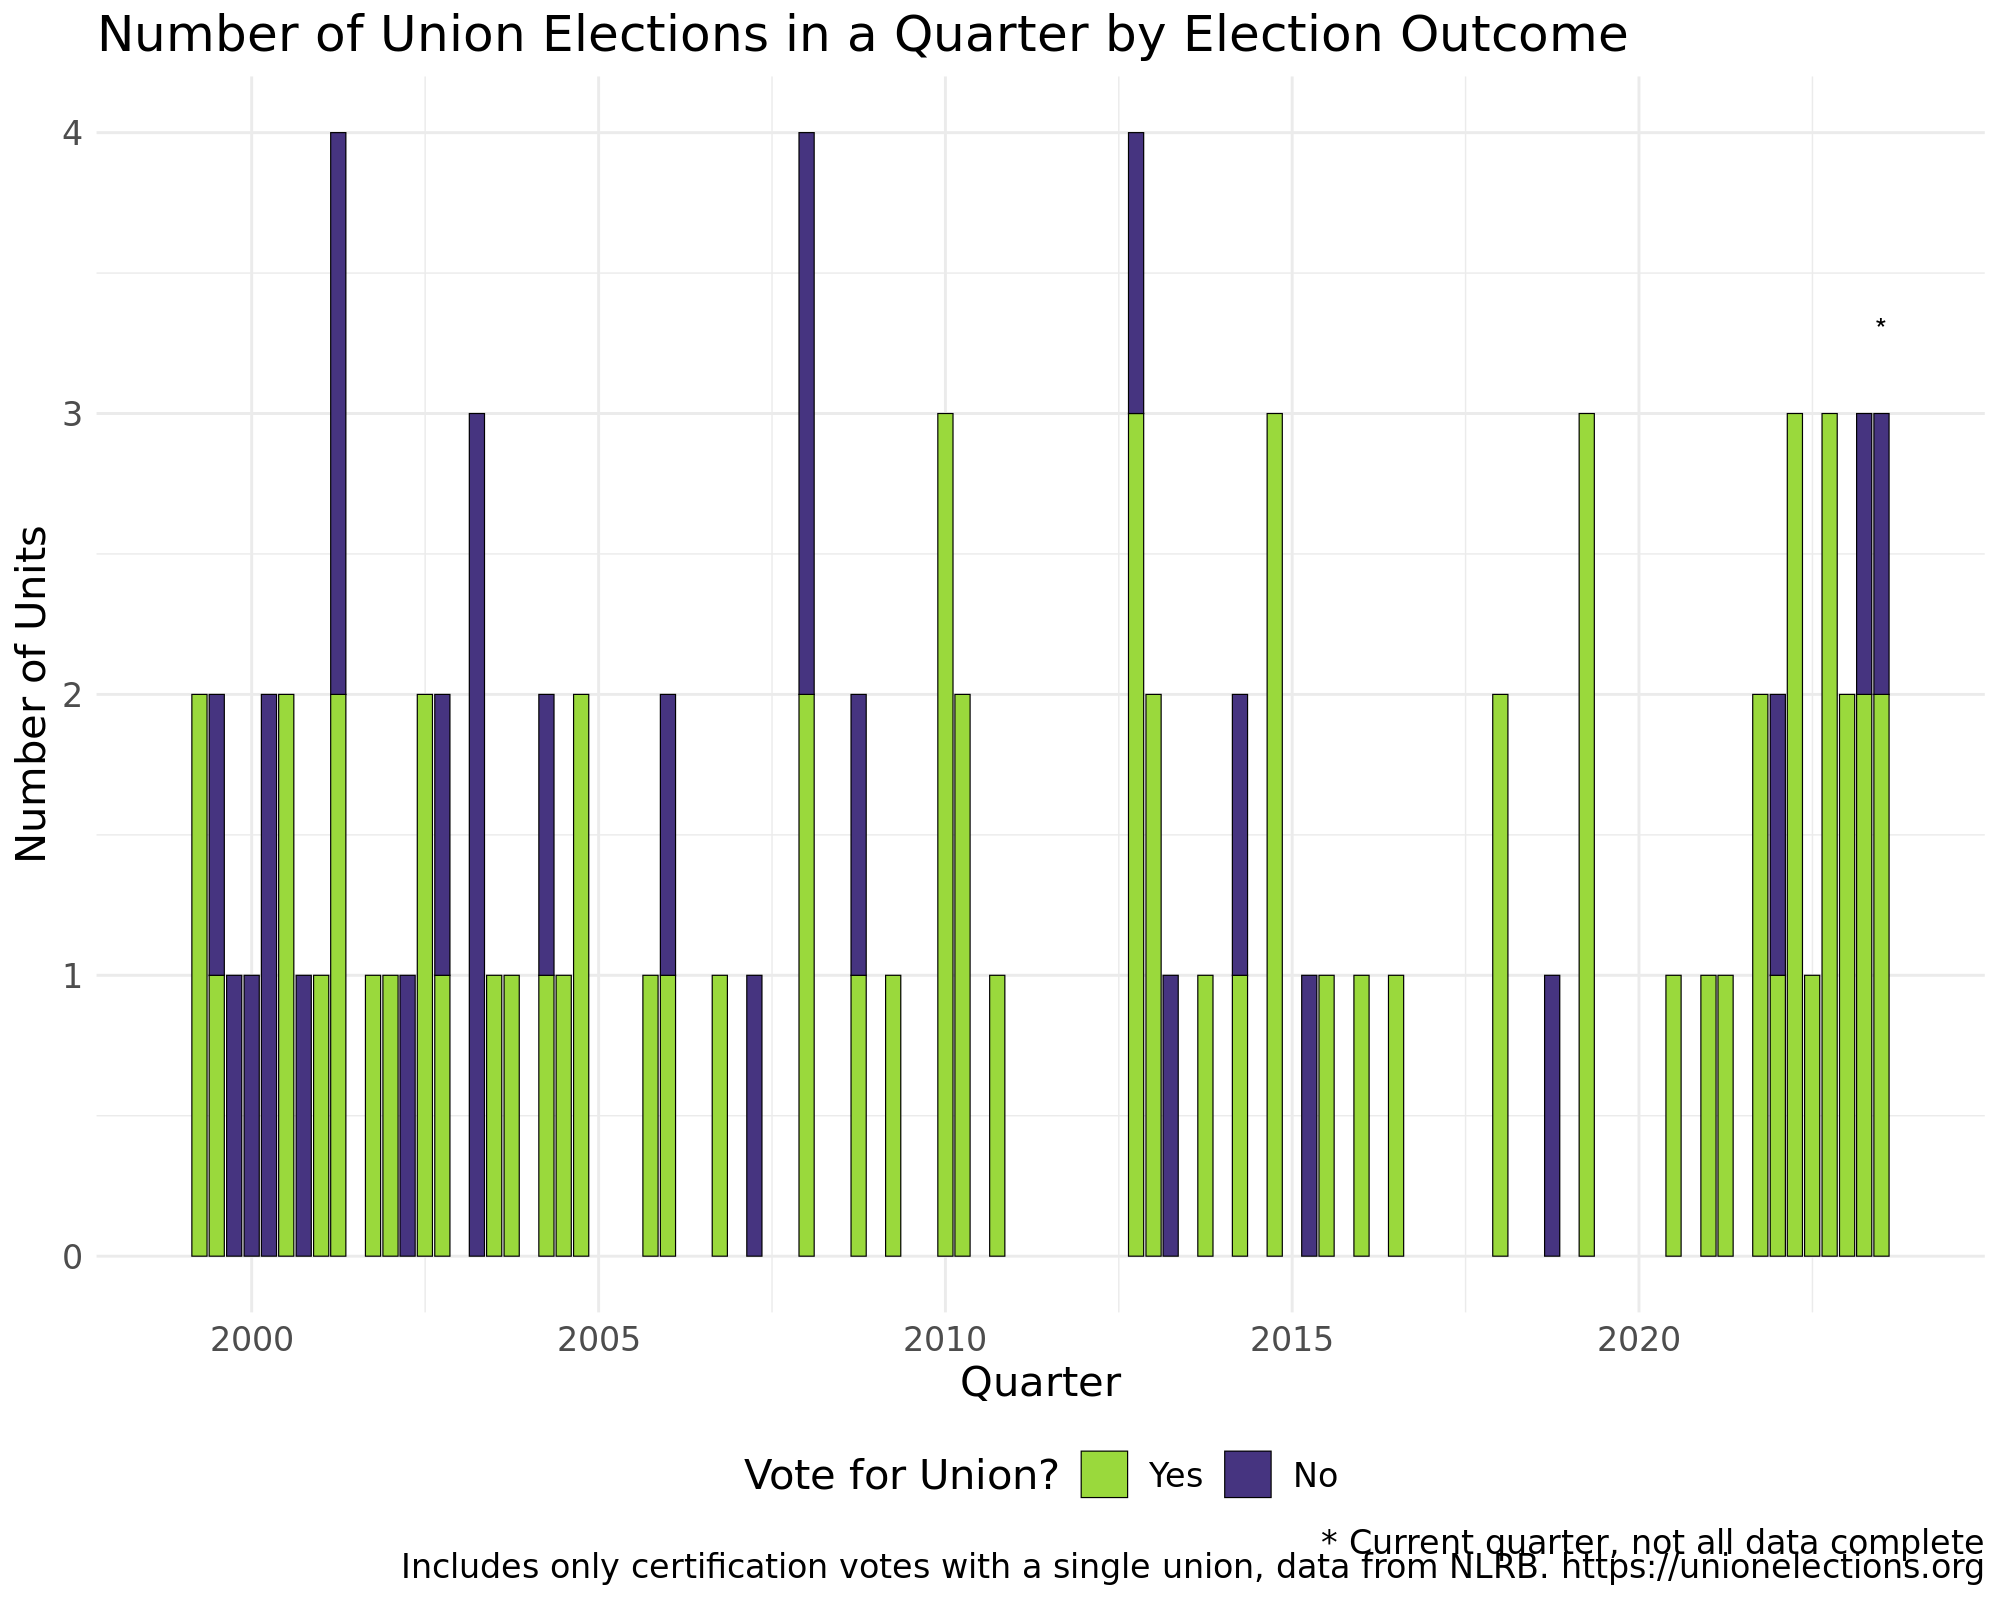 Number of Union Elections in a Quarter by Election Outcome
4
*
3
Number of Units
2
1
0
2000 2005 2010 2015 2020
Quarter
Vote for Union? Yes No
* Current quarter, not all data complete
Includes only certification votes with a single union, data from NLRB. https://unionelections.org